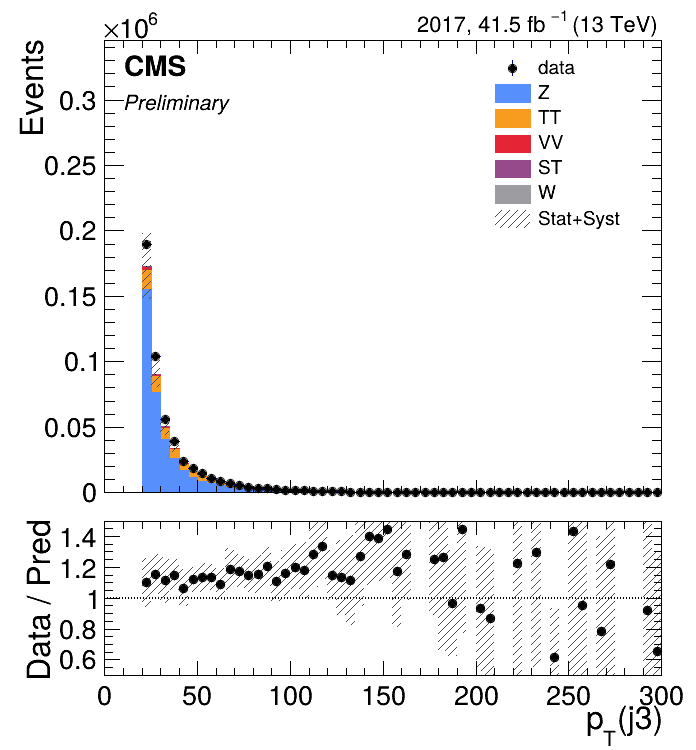 ×10⁶
2017, 41.5 fb⁻¹ (13 TeV)
CMS
Preliminary
data
Z
TT
VV
ST
W
Stat+Syst
Events
0.3
0.25
0.2
0.15
0.1
0.05
0
Data / Pred
1.4
1.2
1
0.8
0.6
0 50 100 150 200 250 300
p_T(j3)